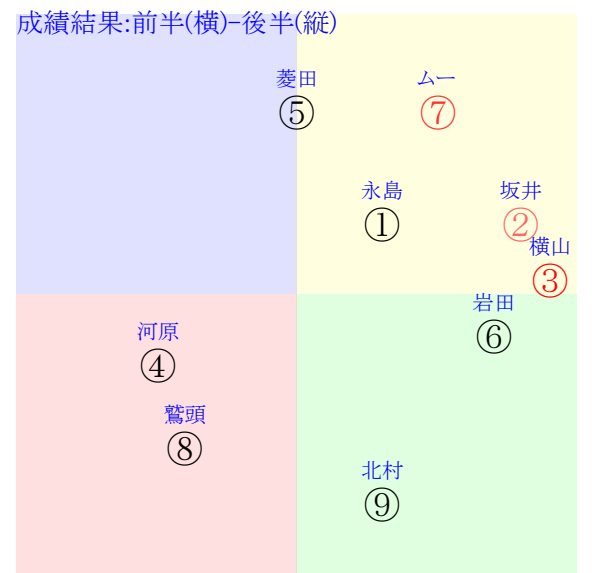 成績結果:前半(横)-後半(縦)
菱田
⑤
ムー
⑦
永島
①
坂井
②
横山
③
岩田
⑥
河原
④
鷲頭
⑧
北村
⑨